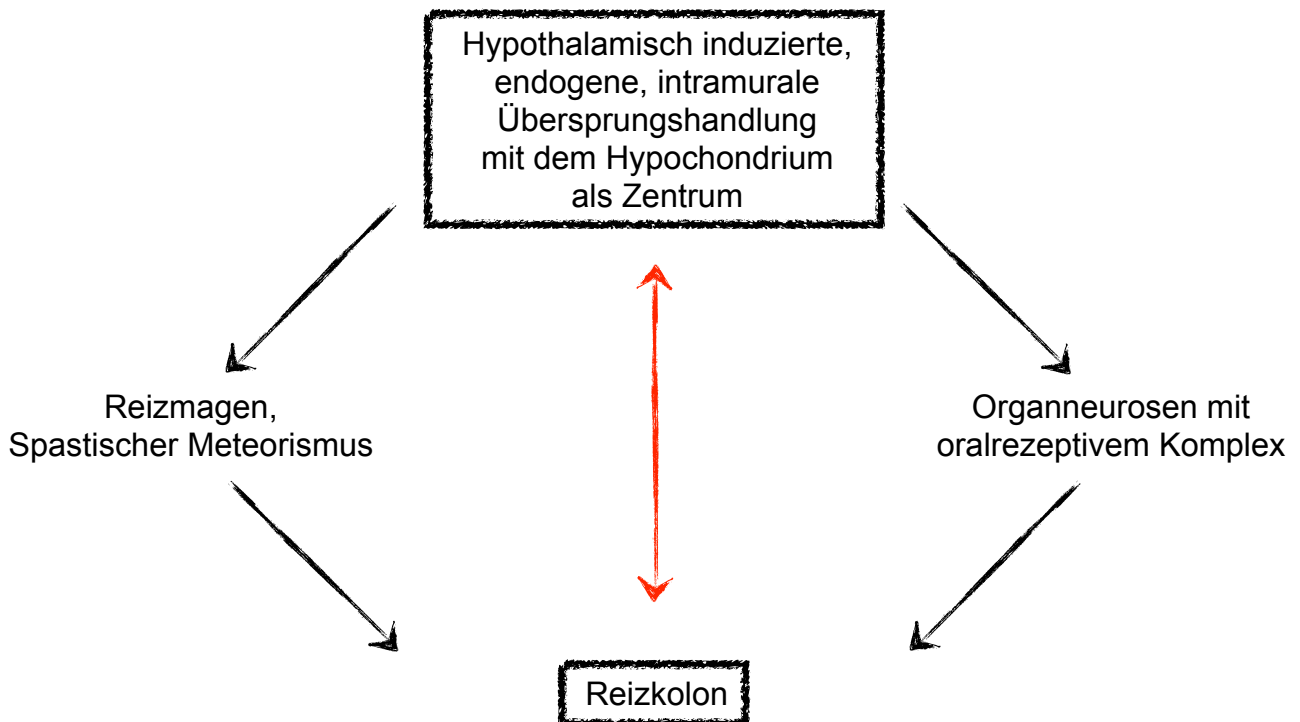 Hypothalamisch induzierte,
endogene, intramurale
Übersprungshandlung
mit dem Hypochondrium
als Zentrum
Reizmagen,
Spastischer Meteorismus
Organneurosen mit
oralrezeptivem Komplex
Reizkolon